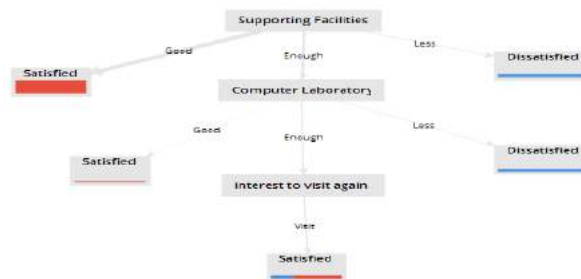 Supporting Facilities
Good
Enough
Less
Satisfied
Dissatisfied
Computer Laboratory
Good
Enough
Less
Satisfied
Dissatisfied
Interest to visit again
Visit
Satisfied